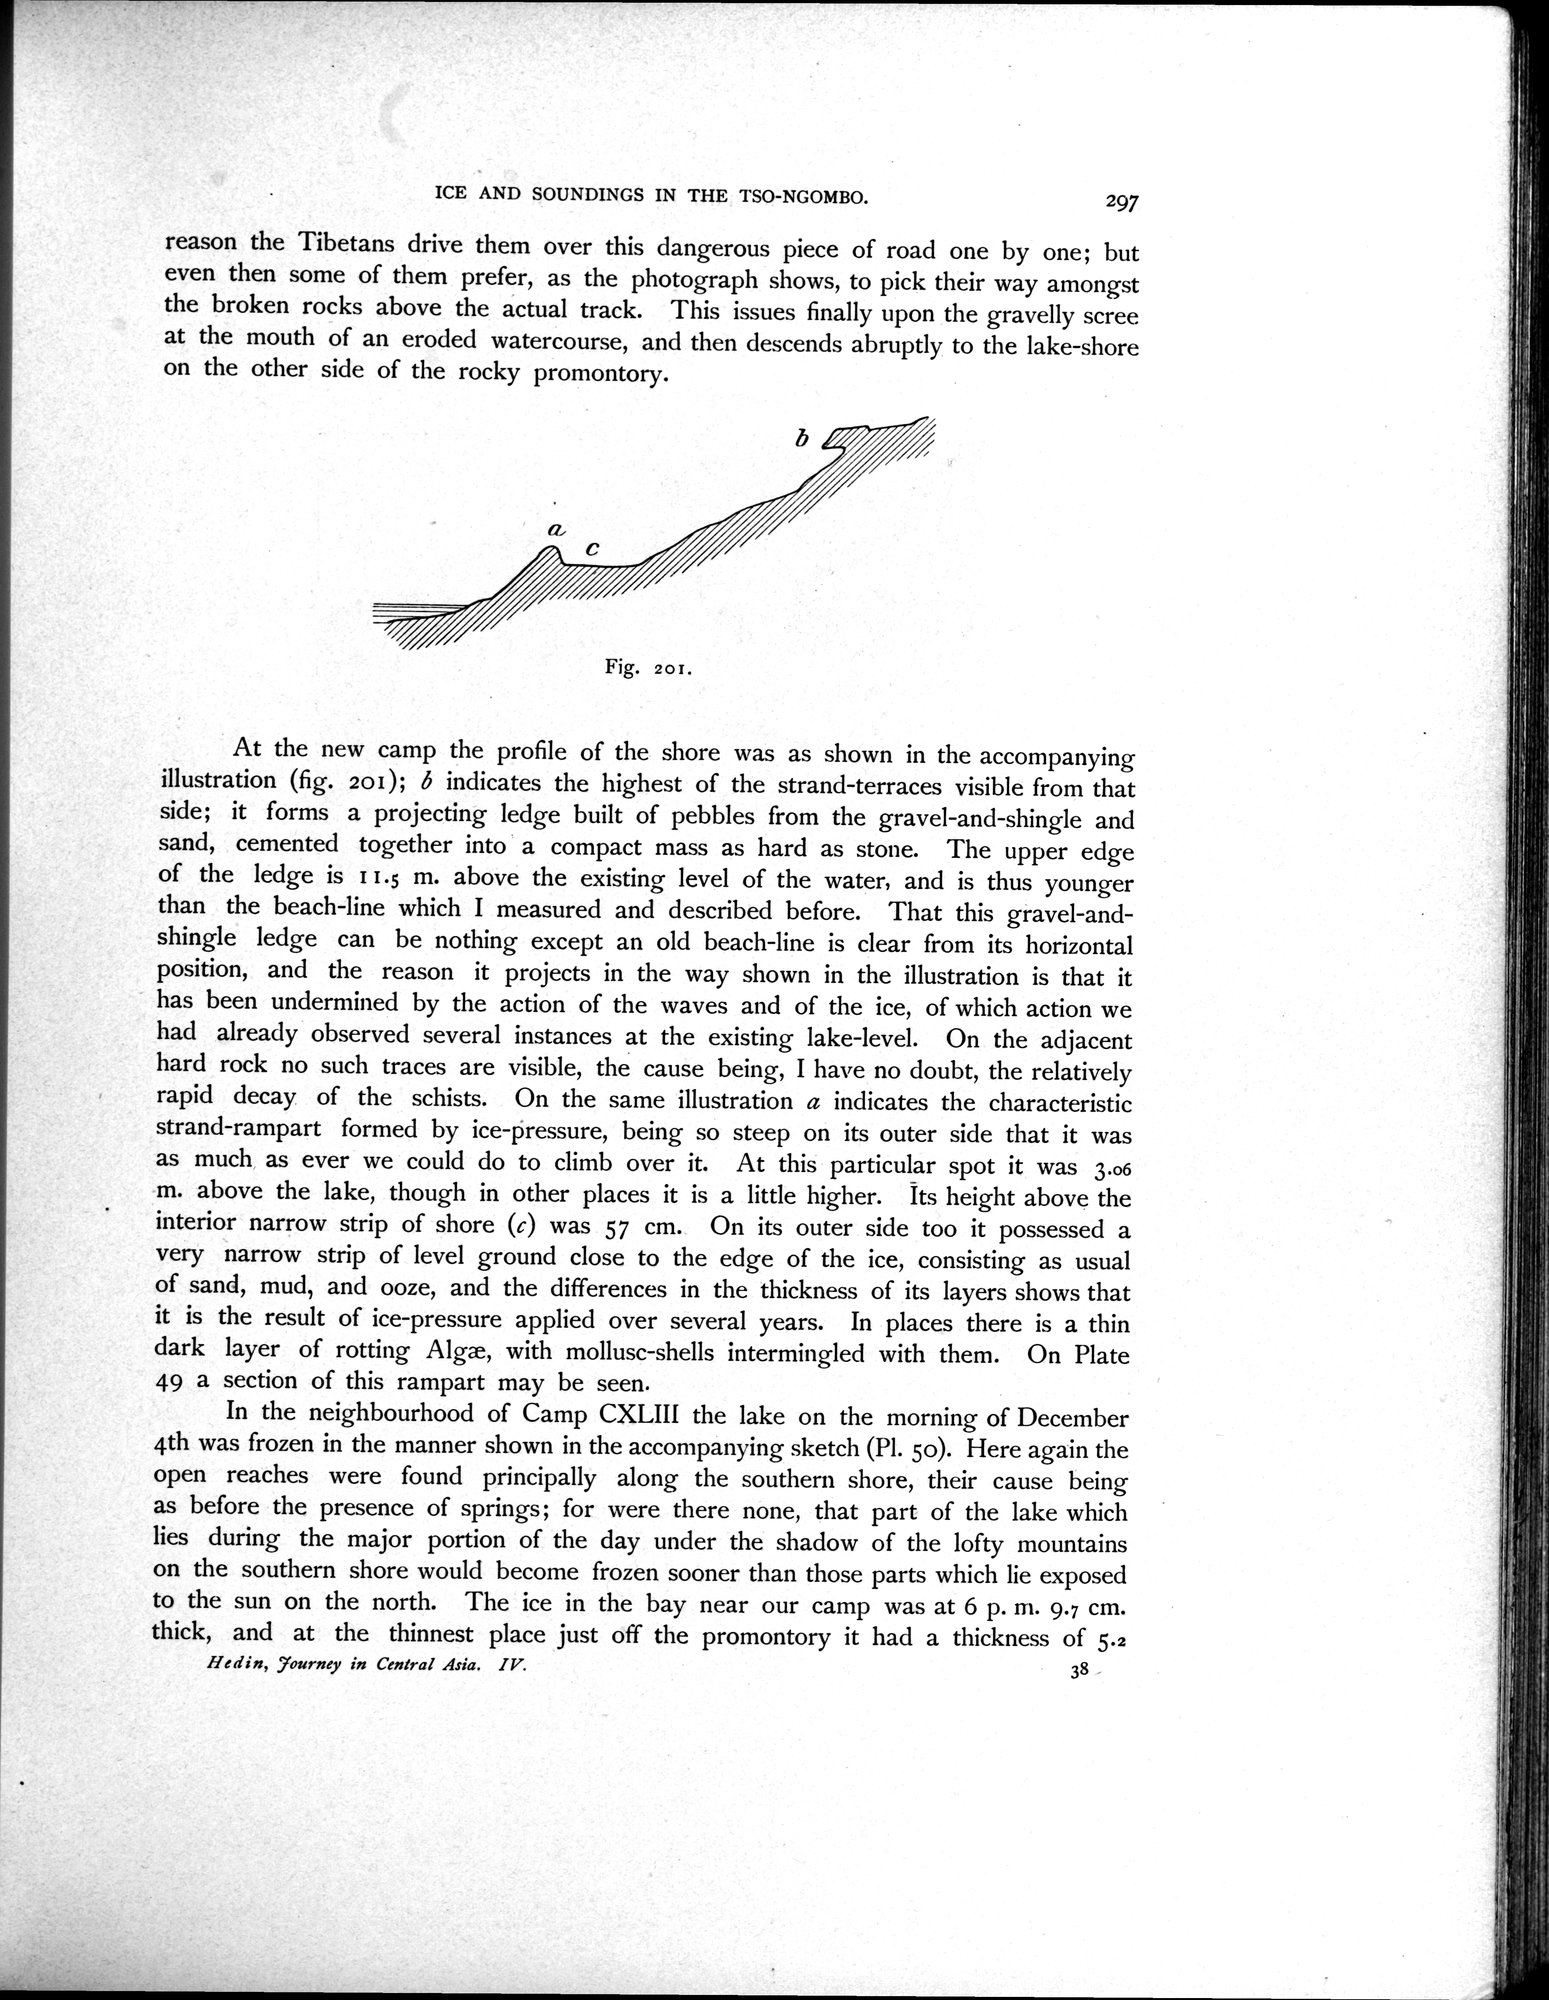 ICE AND SOUNDINGS IN THE TSO-NGOMBO. 297
reason the Tibetans drive them over this dangerous piece of road one by one; but
even then some of them prefer, as the photograph shows, to pick their way amongst
the broken rocks above the actual track. This issues finally upon the gravelly scree
at the mouth of an eroded watercourse, and then descends abruptly to the lake-shore
on the other side of the rocky promontory.
b
a
c
Fig. 201.
At the new camp the profile of the shore was as shown in the accompanying
illustration (fig. 201); b indicates the highest of the strand-terraces visible from that
side; it forms a projecting ledge built of pebbles from the gravel-and-shingle and
sand, cemented together into a compact mass as hard as stone. The upper edge
of the ledge is 11.5 m. above the existing level of the water, and is thus younger
than the beach-line which I measured and described before. That this gravel-and-
shingle ledge can be nothing except an old beach-line is clear from its horizontal
position, and the reason it projects in the way shown in the illustration is that it
has been undermined by the action of the waves and of the ice, of which action we
had already observed several instances at the existing lake-level. On the adjacent
hard rock no such traces are visible, the cause being, I have no doubt, the relatively
rapid decay of the schists. On the same illustration a indicates the characteristic
strand-rampart formed by ice-pressure, being so steep on its outer side that it was
as much as ever we could do to climb over it. At this particular spot it was 3.06
m. above the lake, though in other places it is a little higher. Its height above the
interior narrow strip of shore (c) was 57 cm. On its outer side too it possessed a
very narrow strip of level ground close to the edge of the ice, consisting as usual
of sand, mud, and ooze, and the differences in the thickness of its layers shows that
it is the result of ice-pressure applied over several years. In places there is a thin
dark layer of rotting Algæ, with mollusc-shells intermingled with them. On Plate
49 a section of this rampart may be seen.
In the neighbourhood of Camp CXLIII the lake on the morning of December
4th was frozen in the manner shown in the accompanying sketch (Pl. 50). Here again the
open reaches were found principally along the southern shore, their cause being
as before the presence of springs; for were there none, that part of the lake which
lies during the major portion of the day under the shadow of the lofty mountains
on the southern shore would become frozen sooner than those parts which lie exposed
to the sun on the north. The ice in the bay near our camp was at 6 p. m. 9.7 cm.
thick, and at the thinnest place just off the promontory it had a thickness of 5.2
Hedin, Journey in Central Asia. IV. 38